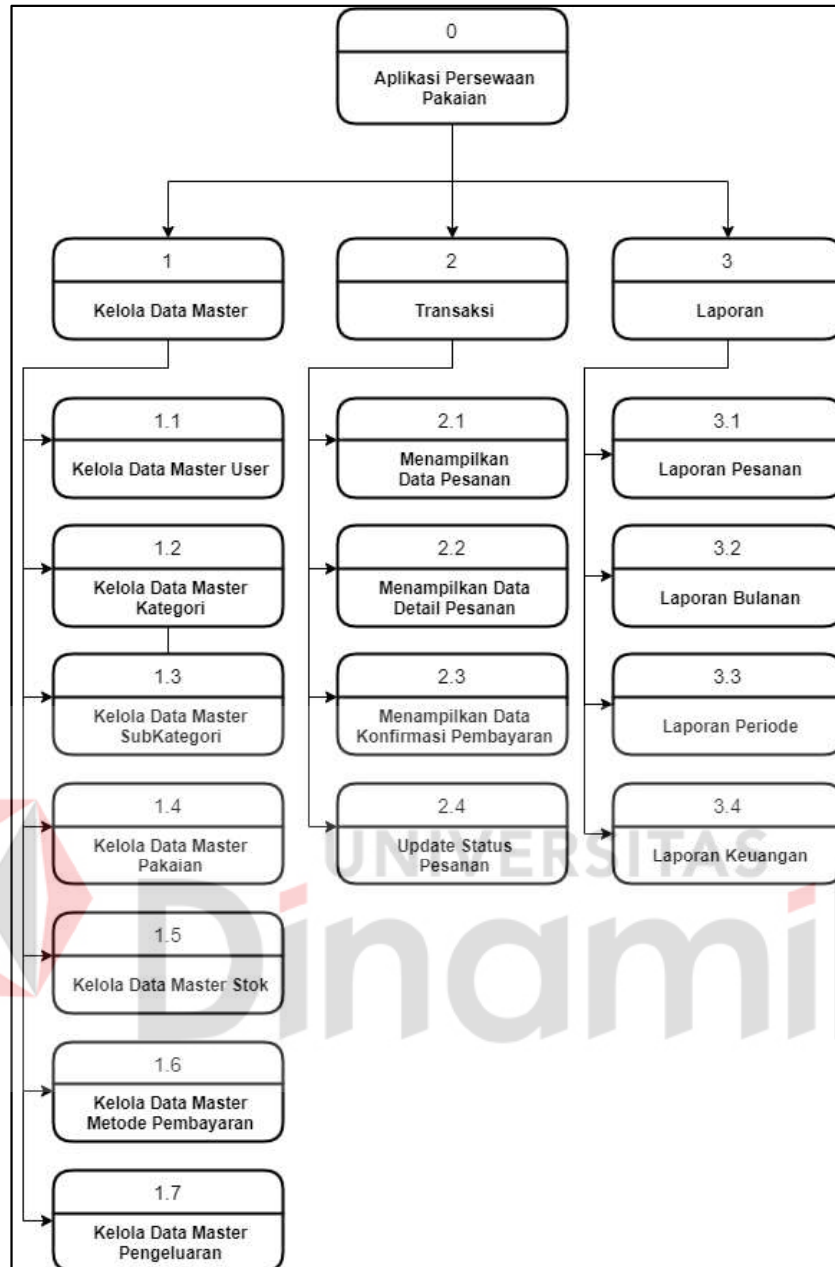 0
Aplikasi Persewaan
Pakaian
1
Kelola Data Master
2
Transaksi
3
Laporan
1.1
Kelola Data Master User
1.2
Kelola Data Master
Kategori
1.3
Kelola Data Master
SubKategori
1.4
Kelola Data Master
Pakaian
1.5
Kelola Data Master Stok
1.6
Kelola Data Master
Metode Pembayaran
1.7
Kelola Data Master
Pengeluaran
2.1
Menampilkan
Data Pesanan
2.2
Menampilkan Data
Detail Pesanan
2.3
Menampilkan Data
Konfirmasi Pembayaran
2.4
Update Status
Pesanan
3.1
Laporan Pesanan
3.2
Laporan Bulanan
3.3
Laporan Periode
3.4
Laporan Keuangan
UNIVERSITAS